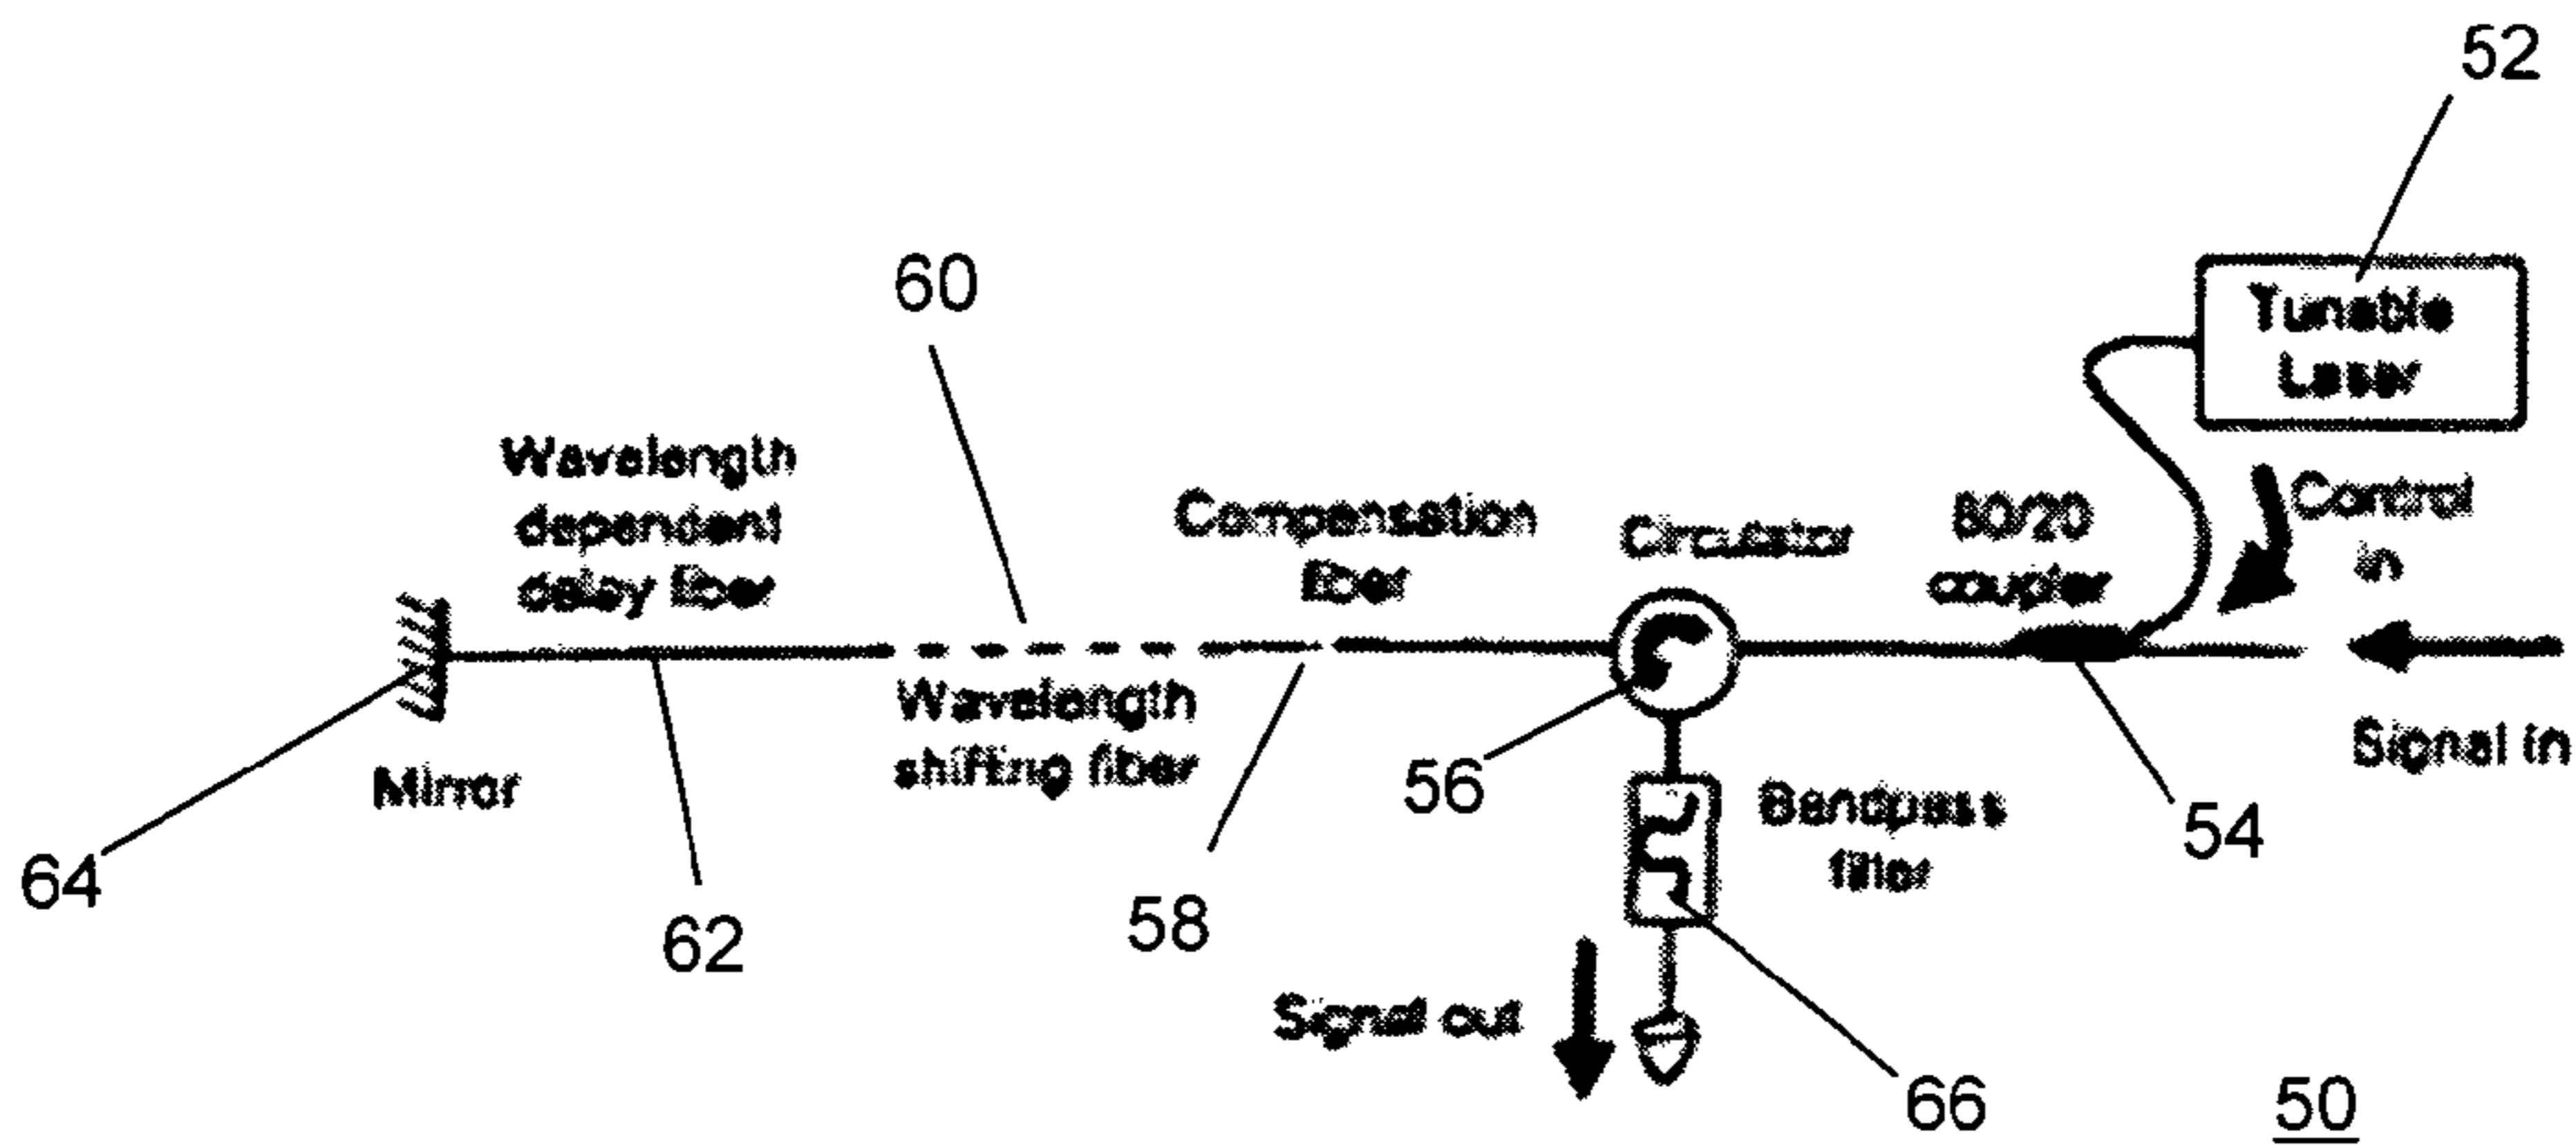 52
Tunable
Laser
60
Wavelength
dependent
delay fiber
Compensation
fiber
Circulator
80/20
coupler
Control
in
Wavelength
shifting fiber
Mirror
56
Signal in
Bandpass
filter
54
64
62
58
Signal out
66
50